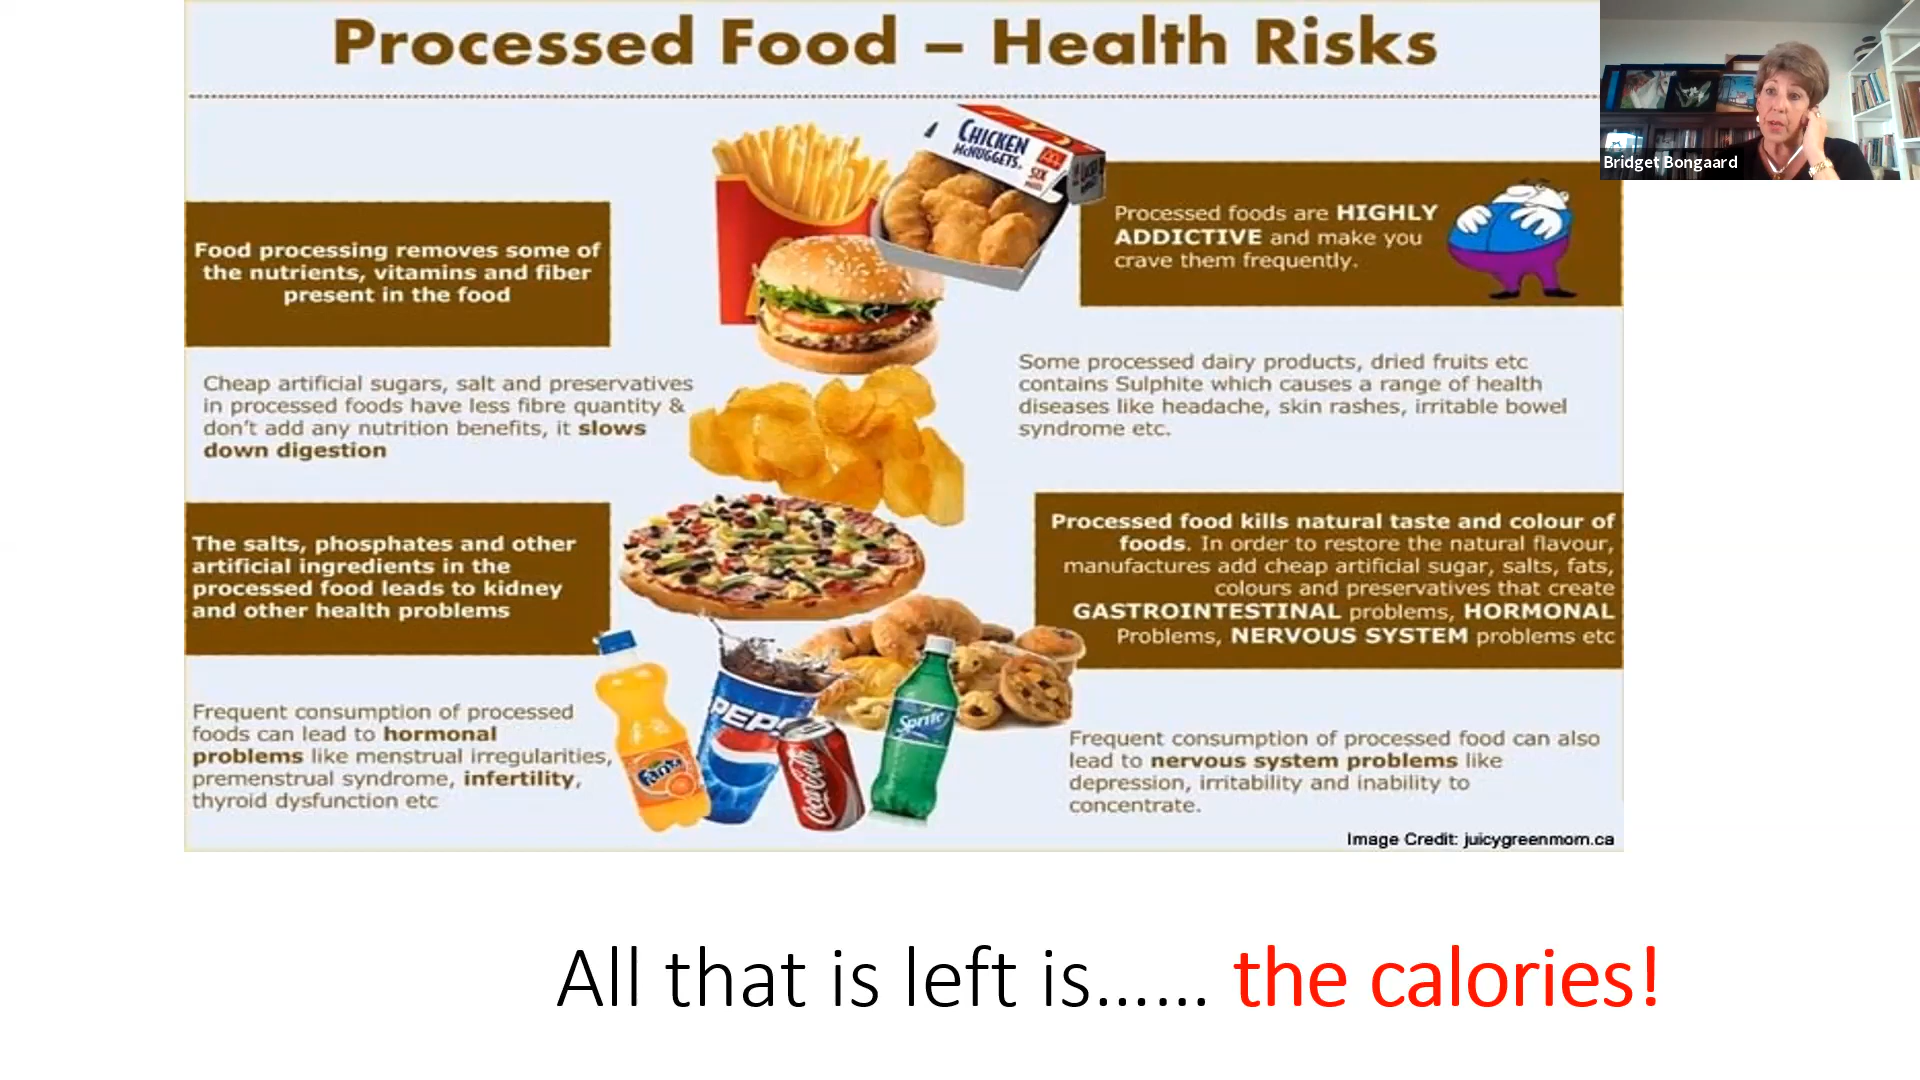 Processed Food – Health Risks
Bridget Bongaard
CHICKEN
McNUGGETS
SIX
Food processing removes some of
the nutrients, vitamins and fiber
present in the food
Processed foods are HIGHLY
ADDICTIVE and make you
crave them frequently.
Cheap artificial sugars, salt and preservatives
in processed foods have less fibre quantity &
don't add any nutrition benefits, it slows
down digestion
Some processed dairy products, dried fruits etc
contains Sulphite which causes a range of health
diseases like headache, skin rashes, irritable bowel
syndrome etc.
The salts, phosphates and other
artificial ingredients in the
processed food leads to kidney
and other health problems
Processed food kills natural taste and colour of
foods. In order to restore the natural flavour,
manufactures add cheap artificial sugar, salts, fats,
colours and preservatives that create
GASTROINTESTINAL problems, HORMONAL
Problems, NERVOUS SYSTEM problems etc
Frequent consumption of processed
foods can lead to hormonal
problems like menstrual irregularities,
premenstrual syndrome, infertility,
thyroid dysfunction etc
Fanta
PEPSI
Coca-Cola
Sprite
Frequent consumption of processed food can also
lead to nervous system problems like
depression, irritability and inability to
concentrate.
Image Credit: juicygreenmom.ca
All that is left is...... the calories!